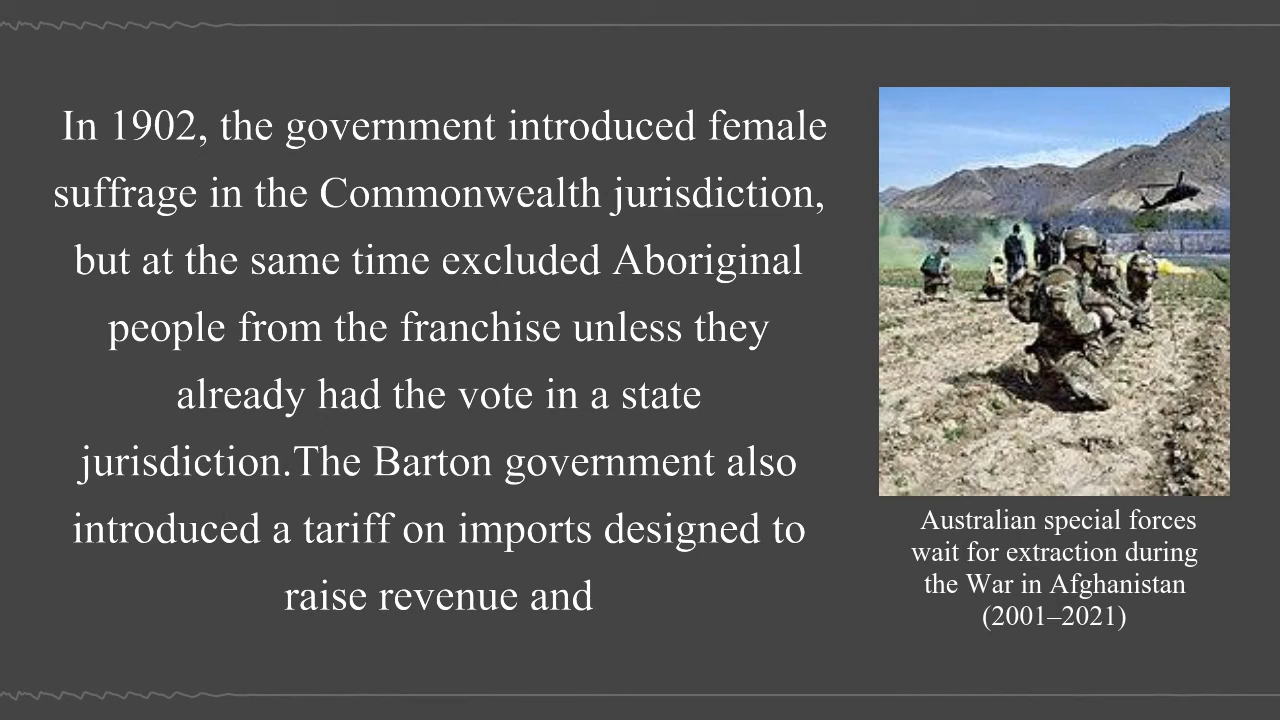 In 1902, the government introduced female
suffrage in the Commonwealth jurisdiction,
but at the same time excluded Aboriginal
people from the franchise unless they
already had the vote in a state
jurisdiction.The Barton government also
introduced a tariff on imports designed to
raise revenue and
Australian special forces
wait for extraction during
the War in Afghanistan
(2001–2021)